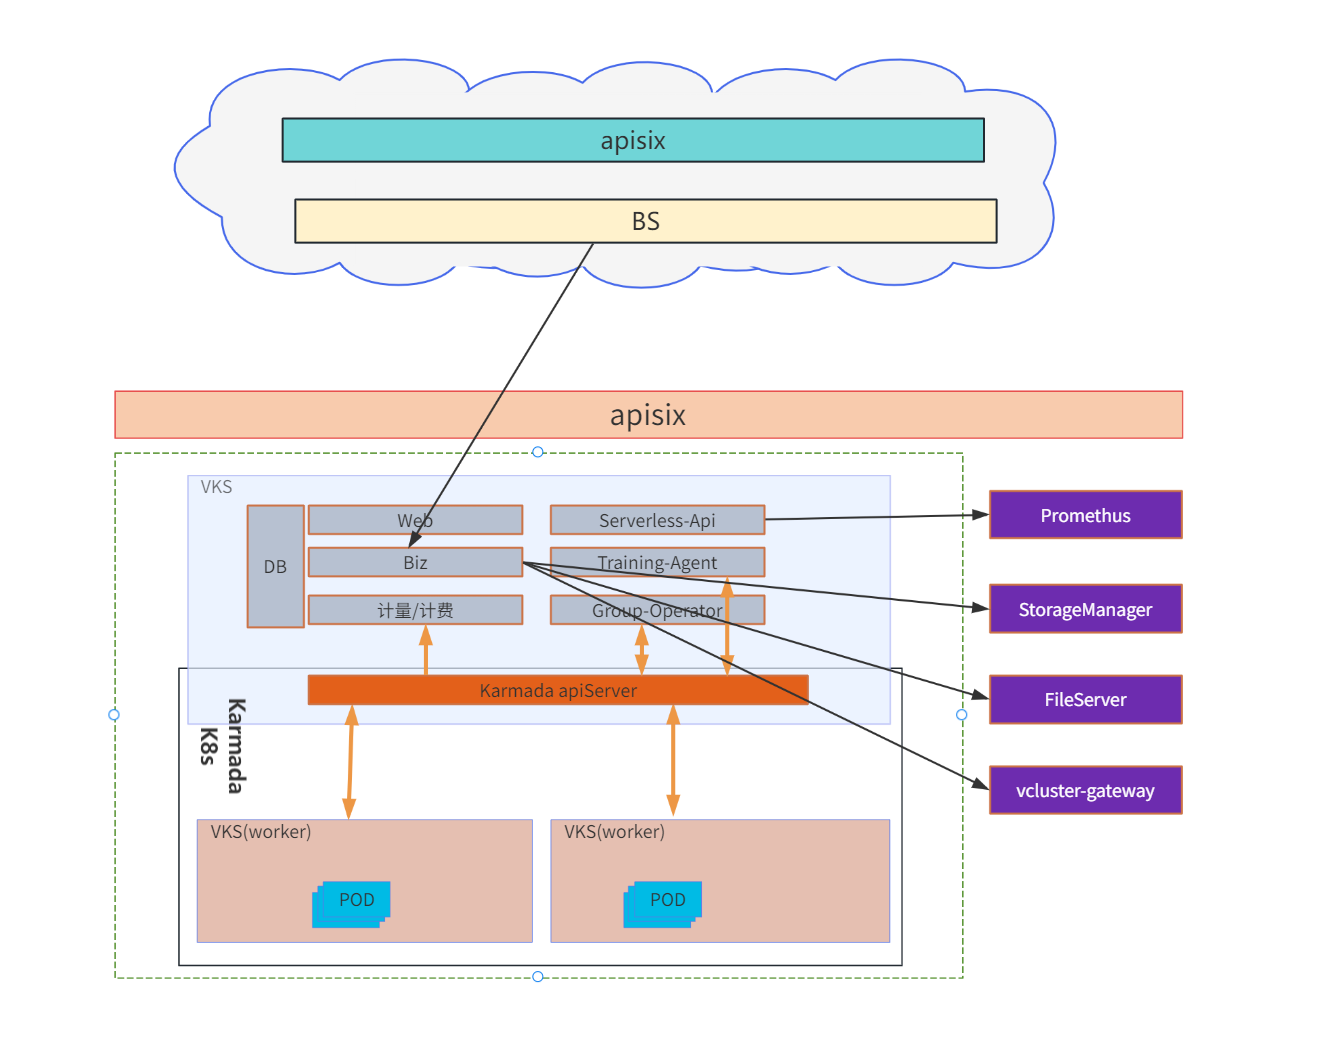 apisix
BS
apisix
VKS
DB
Web
Biz
计量/计费
Serverless-Api
Training-Agent
Group-Operator
Promethus
StorageManager
FileServer
vcluster-gateway
Karmada apiServer
Karmada
K8s
VKS(worker)
POD
VKS(worker)
POD